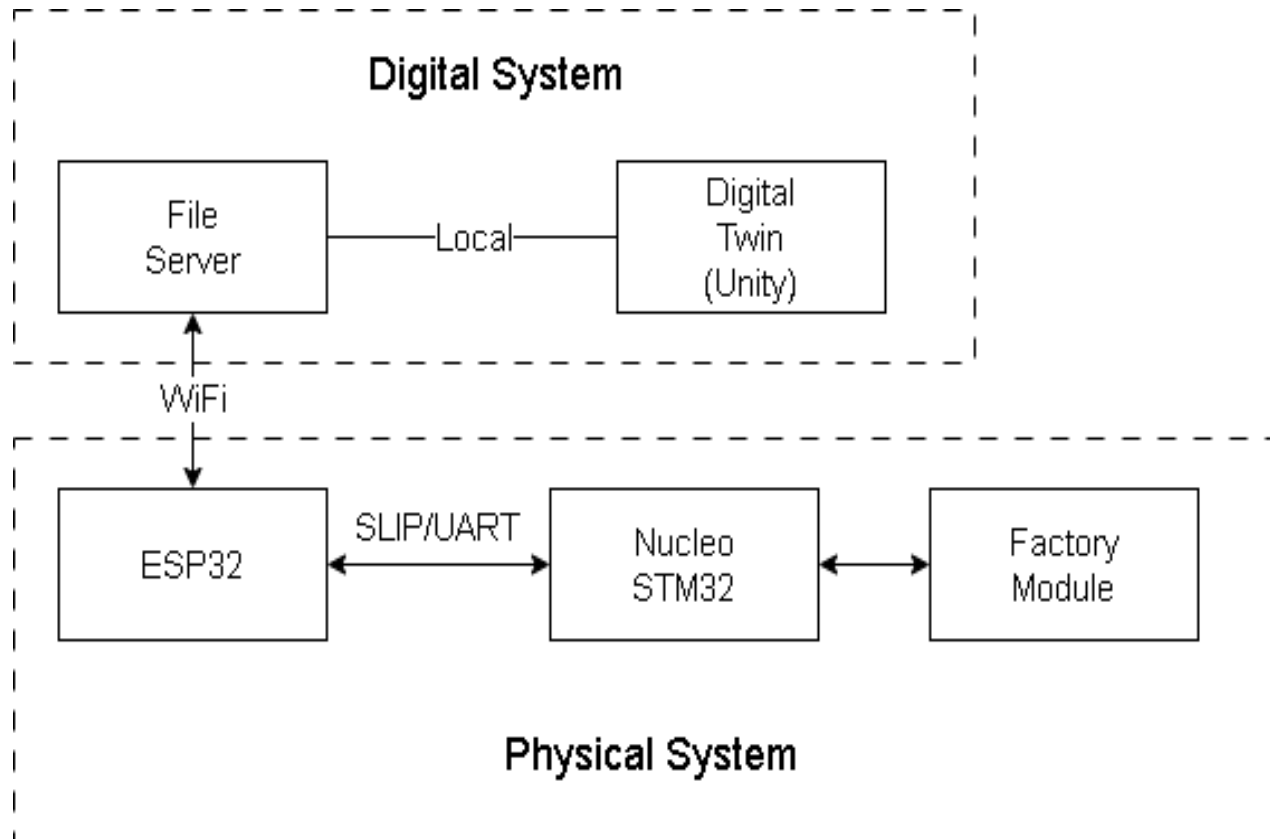 Digital System
File
Server
Local
Digital
Twin
(Unity)
WiFi
ESP32
SLIP/UART
Nucleo
STM32
Factory
Module
Physical System